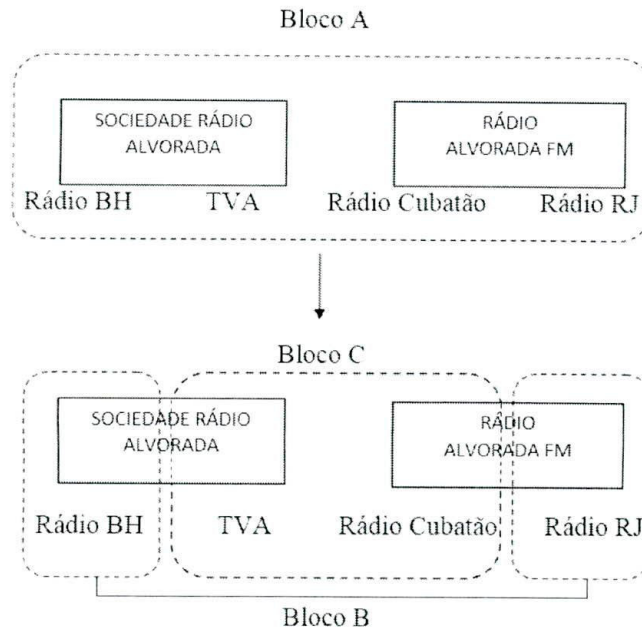 Bloco A
SOCIEDADE RÁDIO
ALVORADA
RÁDIO
ALVORADA FM
Rádio BH TVA Rádio Cubatão Rádio RJ
Bloco C
SOCIEDADE RÁDIO
ALVORADA
RÁDIO
ALVORADA FM
Rádio BH TVA Rádio Cubatão Rádio RJ
Bloco B